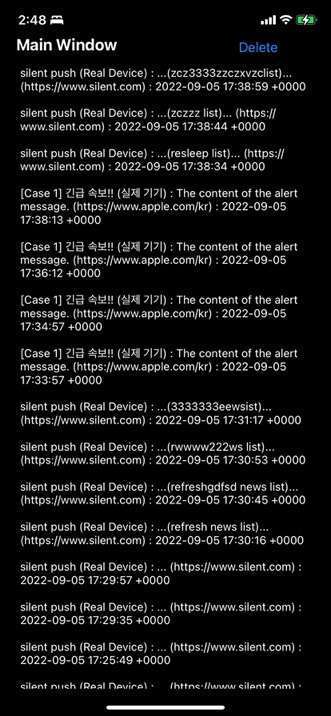 2:48
Main Window
Delete
silent push (Real Device) : ...(zcz3333zzczxvzclist)...
(https://www.silent.com) : 2022-09-05 17:38:59 +0000
silent push (Real Device) : ...(zczzz list)... (https://
www.silent.com) : 2022-09-05 17:38:44 +0000
silent push (Real Device) : ...(resleep list)... (https://
www.silent.com) : 2022-09-05 17:38:34 +0000
[Case 1] 긴급 속보!! (실제 기기) : The content of the alert
message. (https://www.apple.com/kr) : 2022-09-05
17:38:13 +0000
[Case 1] 긴급 속보!! (실제 기기) : The content of the alert
message. (https://www.apple.com/kr) : 2022-09-05
17:36:12 +0000
[Case 1] 긴급 속보!! (실제 기기) : The content of the alert
message. (https://www.apple.com/kr) : 2022-09-05
17:34:57 +0000
[Case 1] 긴급 속보!! (실제 기기) : The content of the alert
message. (https://www.apple.com/kr) : 2022-09-05
17:33:57 +0000
silent push (Real Device) : ...(3333333eewsist)...
(https://www.silent.com) : 2022-09-05 17:31:17 +0000
silent push (Real Device) : ...(rwwww222ws list)...
(https://www.silent.com) : 2022-09-05 17:30:53 +0000
silent push (Real Device) : ...(refreshgdfsd news list)...
(https://www.silent.com) : 2022-09-05 17:30:45 +0000
silent push (Real Device) : ...(refresh news list)...
(https://www.silent.com) : 2022-09-05 17:30:16 +0000
silent push (Real Device) : ... (https://www.silent.com) :
2022-09-05 17:29:57 +0000
silent push (Real Device) : ... (https://www.silent.com) :
2022-09-05 17:29:35 +0000
silent push (Real Device) : ... (https://www.silent.com) :
2022-09-05 17:25:49 +0000
silent push (Real Device) : ... (https://www.silent.com) :